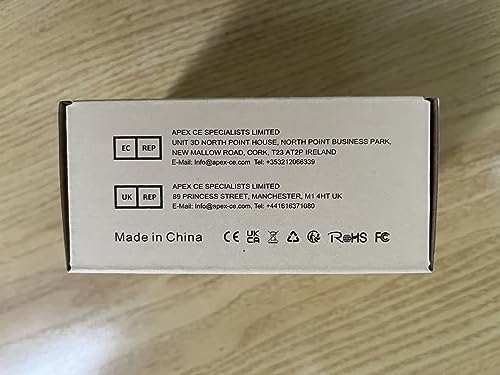 EC REP
APEX CE SPECIALISTS LIMITED
UNIT 3D NORTH POINT HOUSE, NORTH POINT BUSINESS PARK,
NEW MALLOW ROAD, CORK, T23 AT2P IRELAND
E-Mail: Info@apex-ce.com Tel: +353212066339
UK REP
APEX CE SPECIALISTS LIMITED
89 PRINCESS STREET, MANCHESTER, M1 4HT UK
E-Mail: Info@apex-ce.com Tel: +441616371080
Made in China CE UK CA RoHS FC